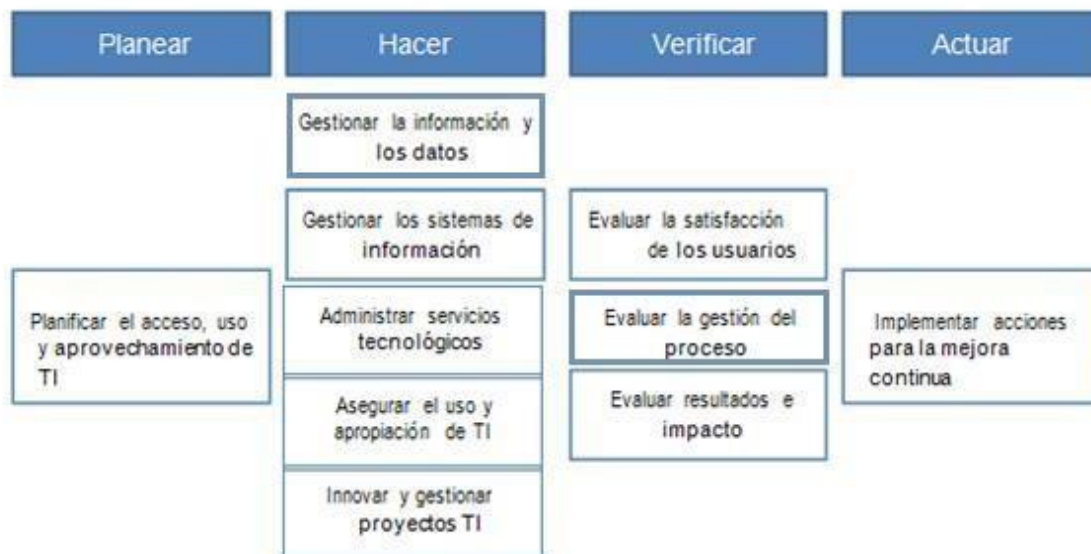 Planear
Hacer
Verificar
Actuar
Planificar el acceso, uso
y aprovechamiento de
TI
Gestionar la información y
los datos
Gestionar los sistemas de
información
Administrar servicios
tecnológicos
Asegurar el uso y
apropiación de TI
Innovar y gestionar
proyectos TI
Evaluar la satisfacción
de los usuarios
Evaluar la gestión del
proceso
Evaluar resultados e
impacto
Implementar acciones
para la mejora
continua